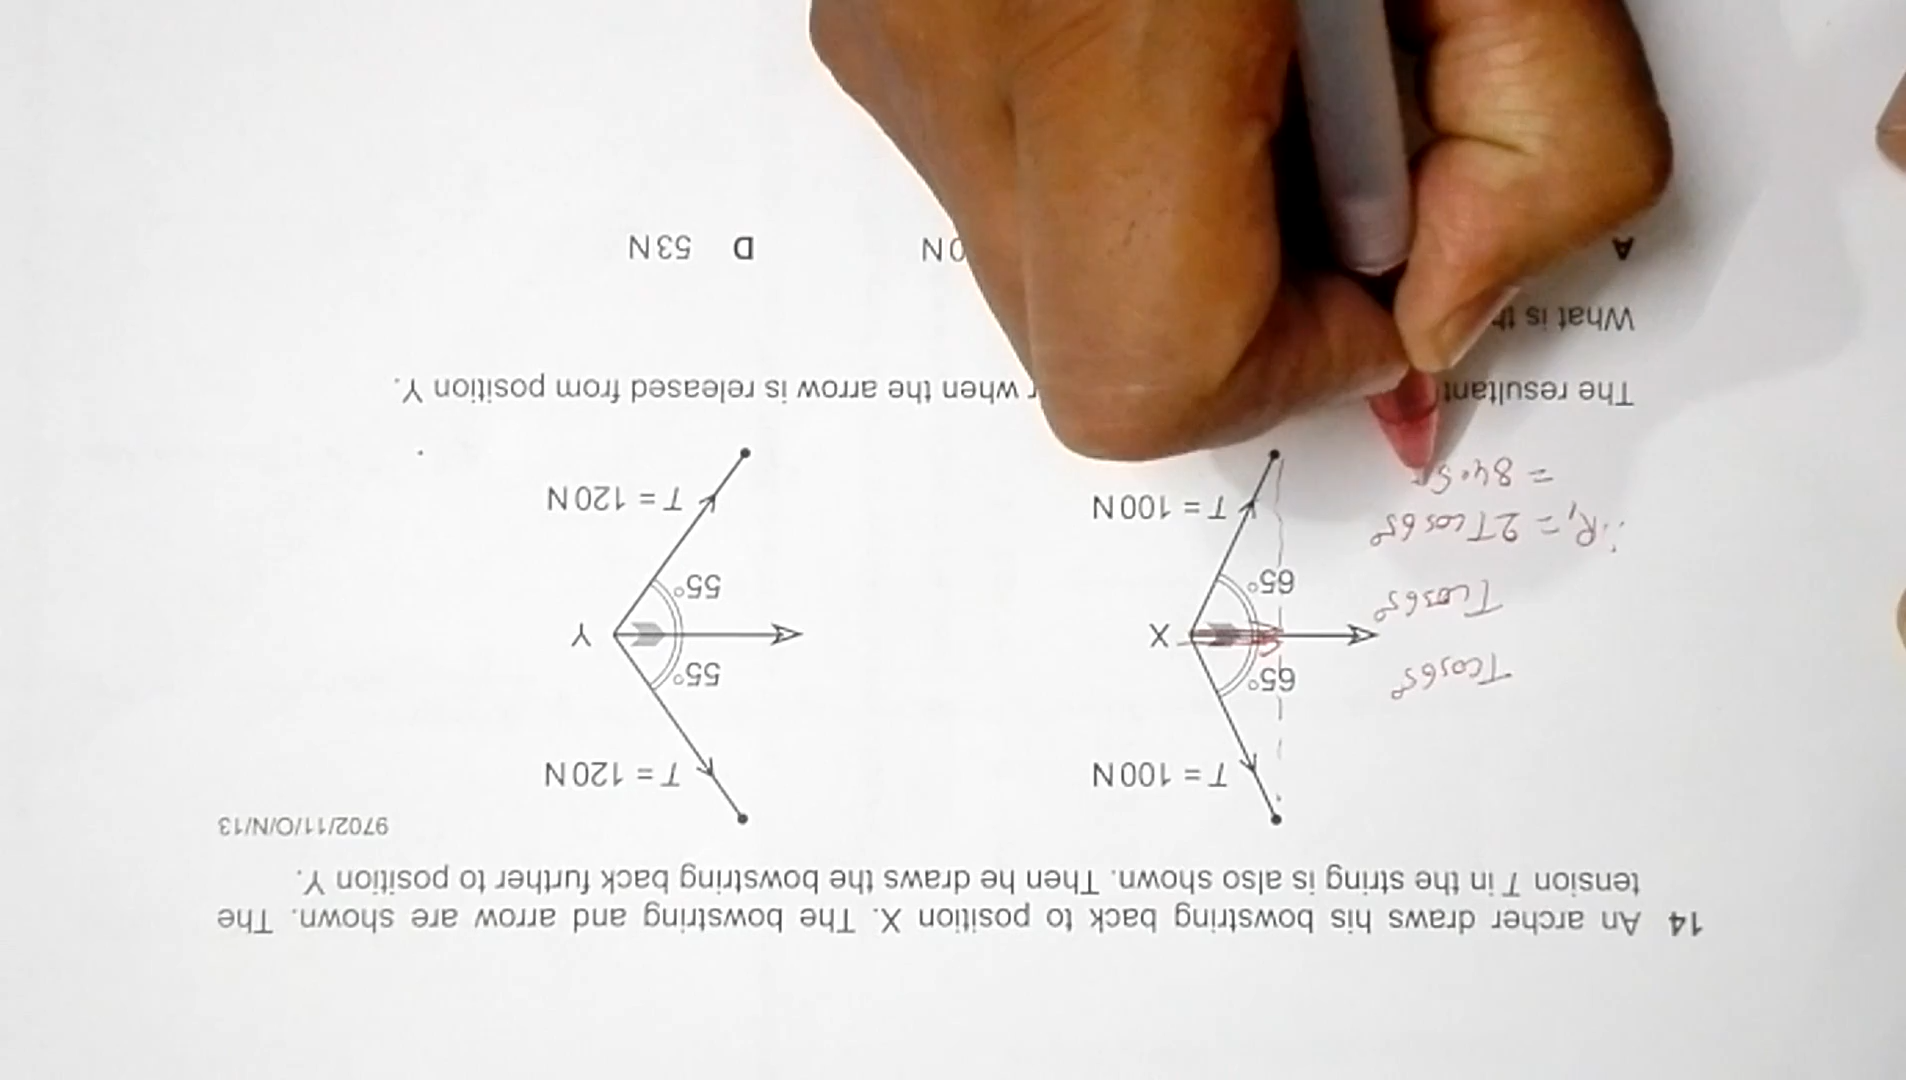 14 An archer draws his bowstring back to position X. The bowstring and arrow are shown. The
tension T in the string is also shown. Then he draws the bowstring back further to position Y.
9702/11/O/N/13
T = 100 N
T = 120 N
Tcos65°
65°
55°
X
Y
Tcos65°
65°
55°
∴ R₁ = 2Tcos65°
T = 100 N
T = 120 N
= 84.5
The resultant when the arrow is released from position Y.
What is
A 0 N D 53 N